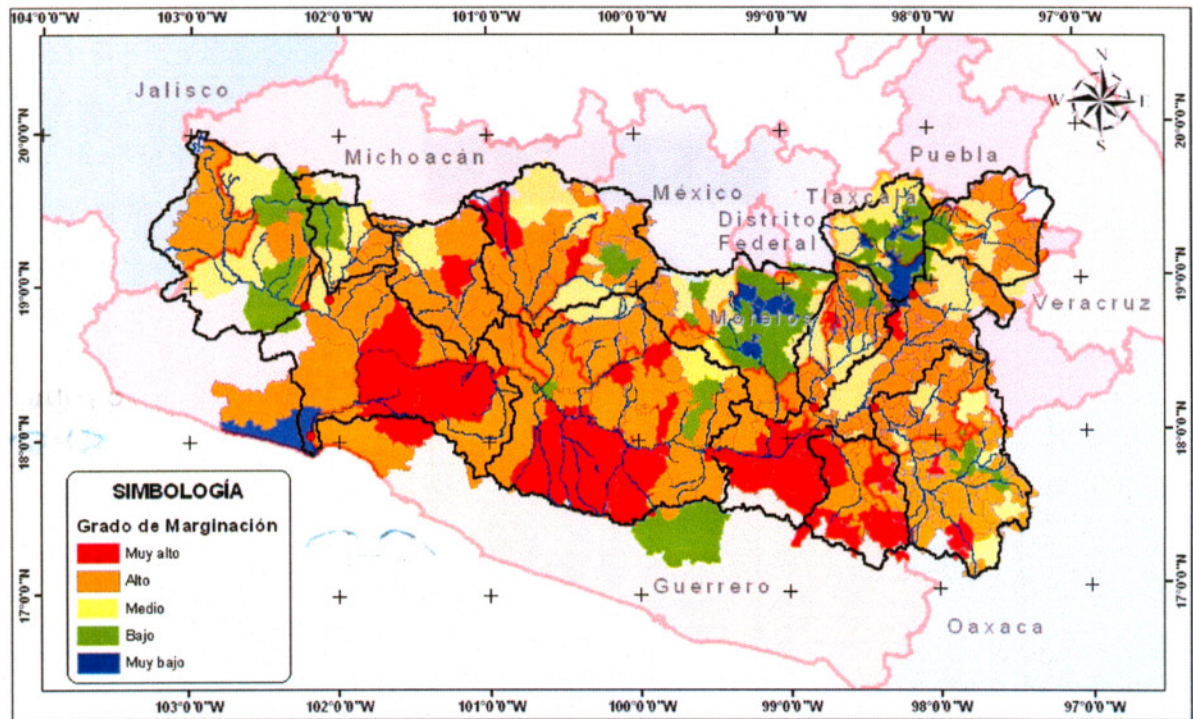 104°0'0"W 103°0'0"W 102°0'0"W 101°0'0"W 100°0'0"W 99°0'0"W 98°0'0"W 97°0'0"W
N
W E
S
20°0'0"N 20°0'0"N
Jalisco
Michoacán
Puebla
México
Tlaxcala
Distrito
Federal
19°0'0"N 19°0'0"N
Veracruz
Morelos
18°0'0"N 18°0'0"N
SIMBOLOGÍA
Grado de Marginación
Muy alto
Alto
Medio
Bajo
Muy bajo
Guerrero
17°0'0"N 17°0'0"N
Oaxaca
103°0'0"W 102°0'0"W 101°0'0"W 100°0'0"W 99°0'0"W 98°0'0"W 97°0'0"W